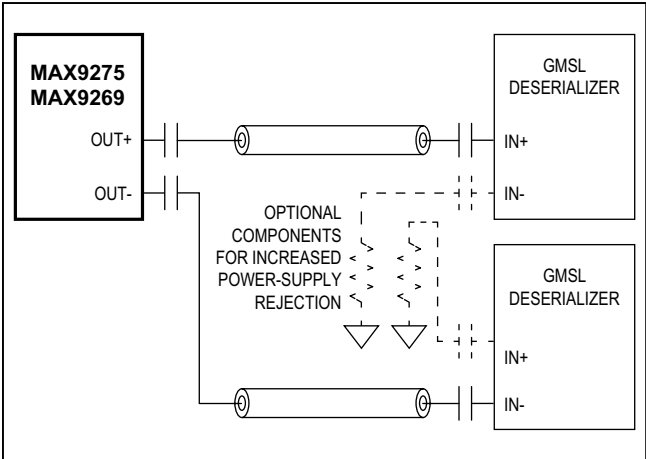 MAX9275
MAX9269
OUT+
OUT-
GMSL
DESERIALIZER
IN+
IN-
OPTIONAL
COMPONENTS
FOR INCREASED
POWER-SUPPLY
REJECTION
GMSL
DESERIALIZER
IN+
IN-